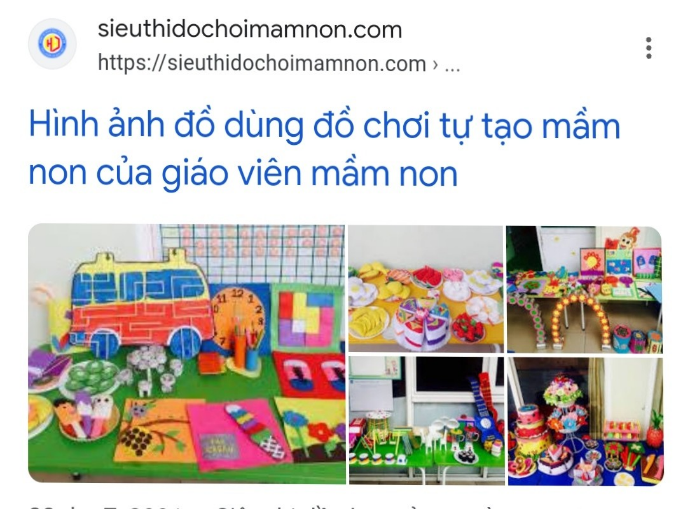 sieuthidochoimamnon.com
https://sieuthidochoimamnon.com › ...
Hình ảnh đồ dùng đồ chơi tự tạo mầm
non của giáo viên mầm non